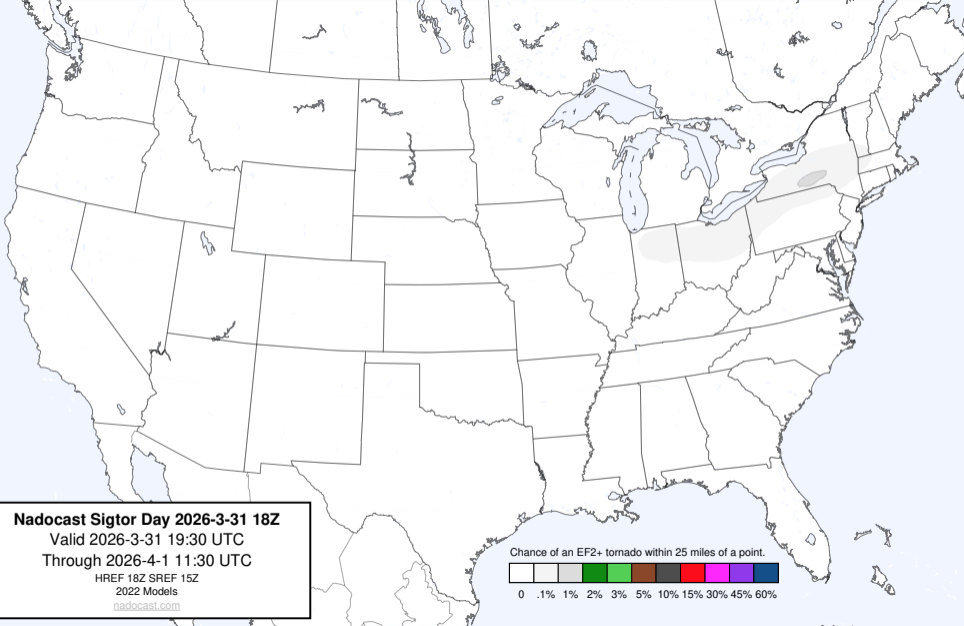 Nadocast Sigtor Day 2026-3-31 18Z
Valid 2026-3-31 19:30 UTC
Through 2026-4-1 11:30 UTC
HREF 18Z SREF 15Z
2022 Models
nadocast.com
Chance of an EF2+ tornado within 25 miles of a point.
0 .1% 1% 2% 3% 5% 10% 15% 30% 45% 60%